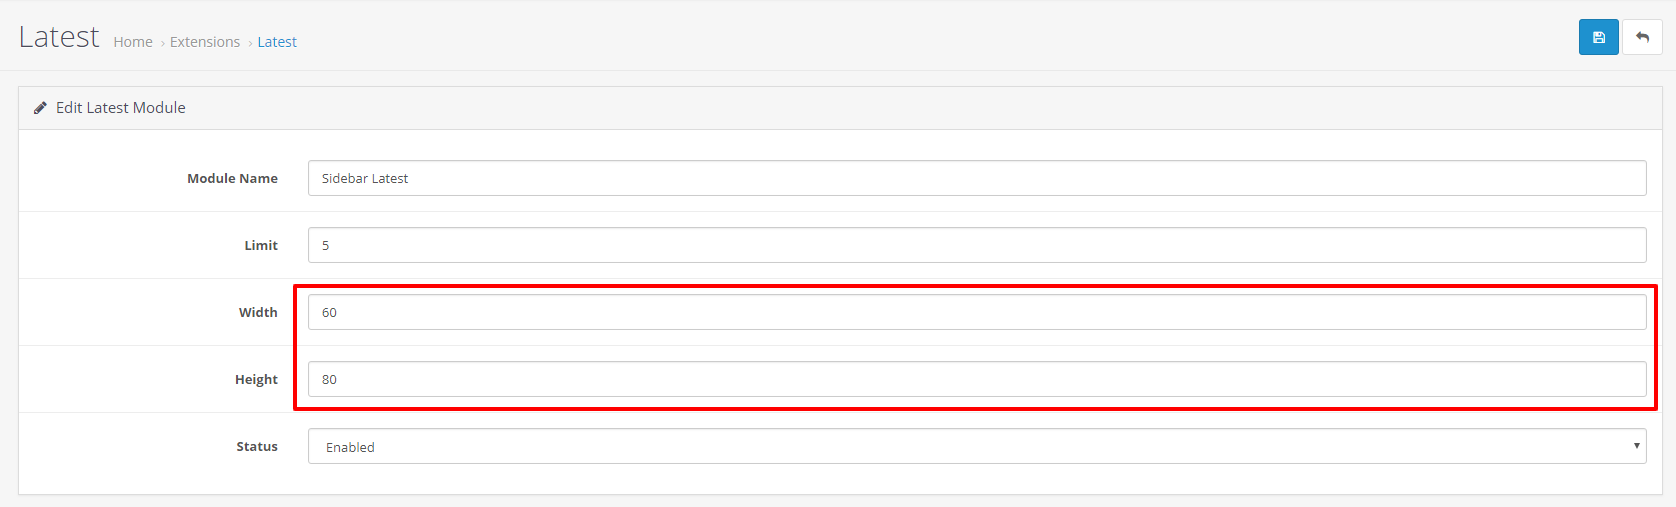 Latest Home › Extensions › Latest
Edit Latest Module
Module Name Sidebar Latest
Limit 5
Width 60
Height 80
Status Enabled